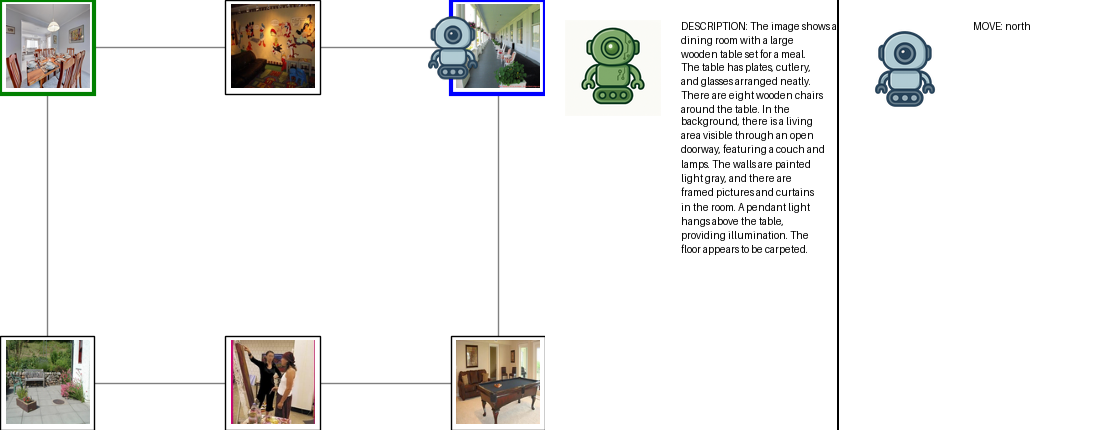 DESCRIPTION: The image shows a
dining room with a large
wooden table set for a meal.
The table has plates, cutlery,
and glasses arranged neatly.
There are eight wooden chairs
around the table. In the
background, there is a living
area visible through an open
doorway, featuring a couch and
lamps. The walls are painted
light gray, and there are
framed pictures and curtains
in the room. A pendant light
hangs above the table,
providing illumination. The
floor appears to be carpeted.
MOVE: north